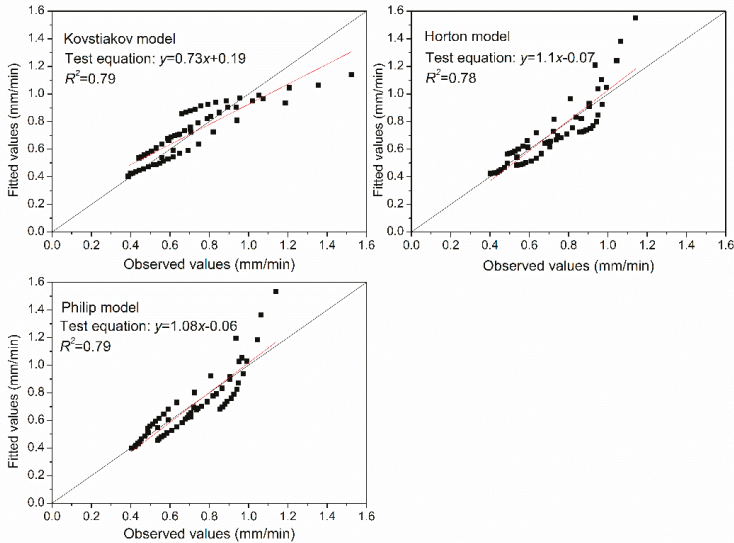 1.6
1.4
1.2
1.0
0.8
0.6
0.4
0.2
0.0
Fitted values (mm/min)
Kovstiakov model
Test equation: y=0.73x+0.19
R²=0.79
0.0 0.2 0.4 0.6 0.8 1.0 1.2 1.4 1.6
Observed values (mm/min)
1.6
1.4
1.2
1.0
0.8
0.6
0.4
0.2
0.0
Fitted values (mm/min)
Horton model
Test equation: y=1.1x-0.07
R²=0.78
0.0 0.2 0.4 0.6 0.8 1.0 1.2 1.4 1.6
Observed values (mm/min)
1.6
1.4
1.2
1.0
0.8
0.6
0.4
0.2
0.0
Fitted values (mm/min)
Philip model
Test equation: y=1.08x-0.06
R²=0.79
0.0 0.2 0.4 0.6 0.8 1.0 1.2 1.4 1.6
Observed values (mm/min)